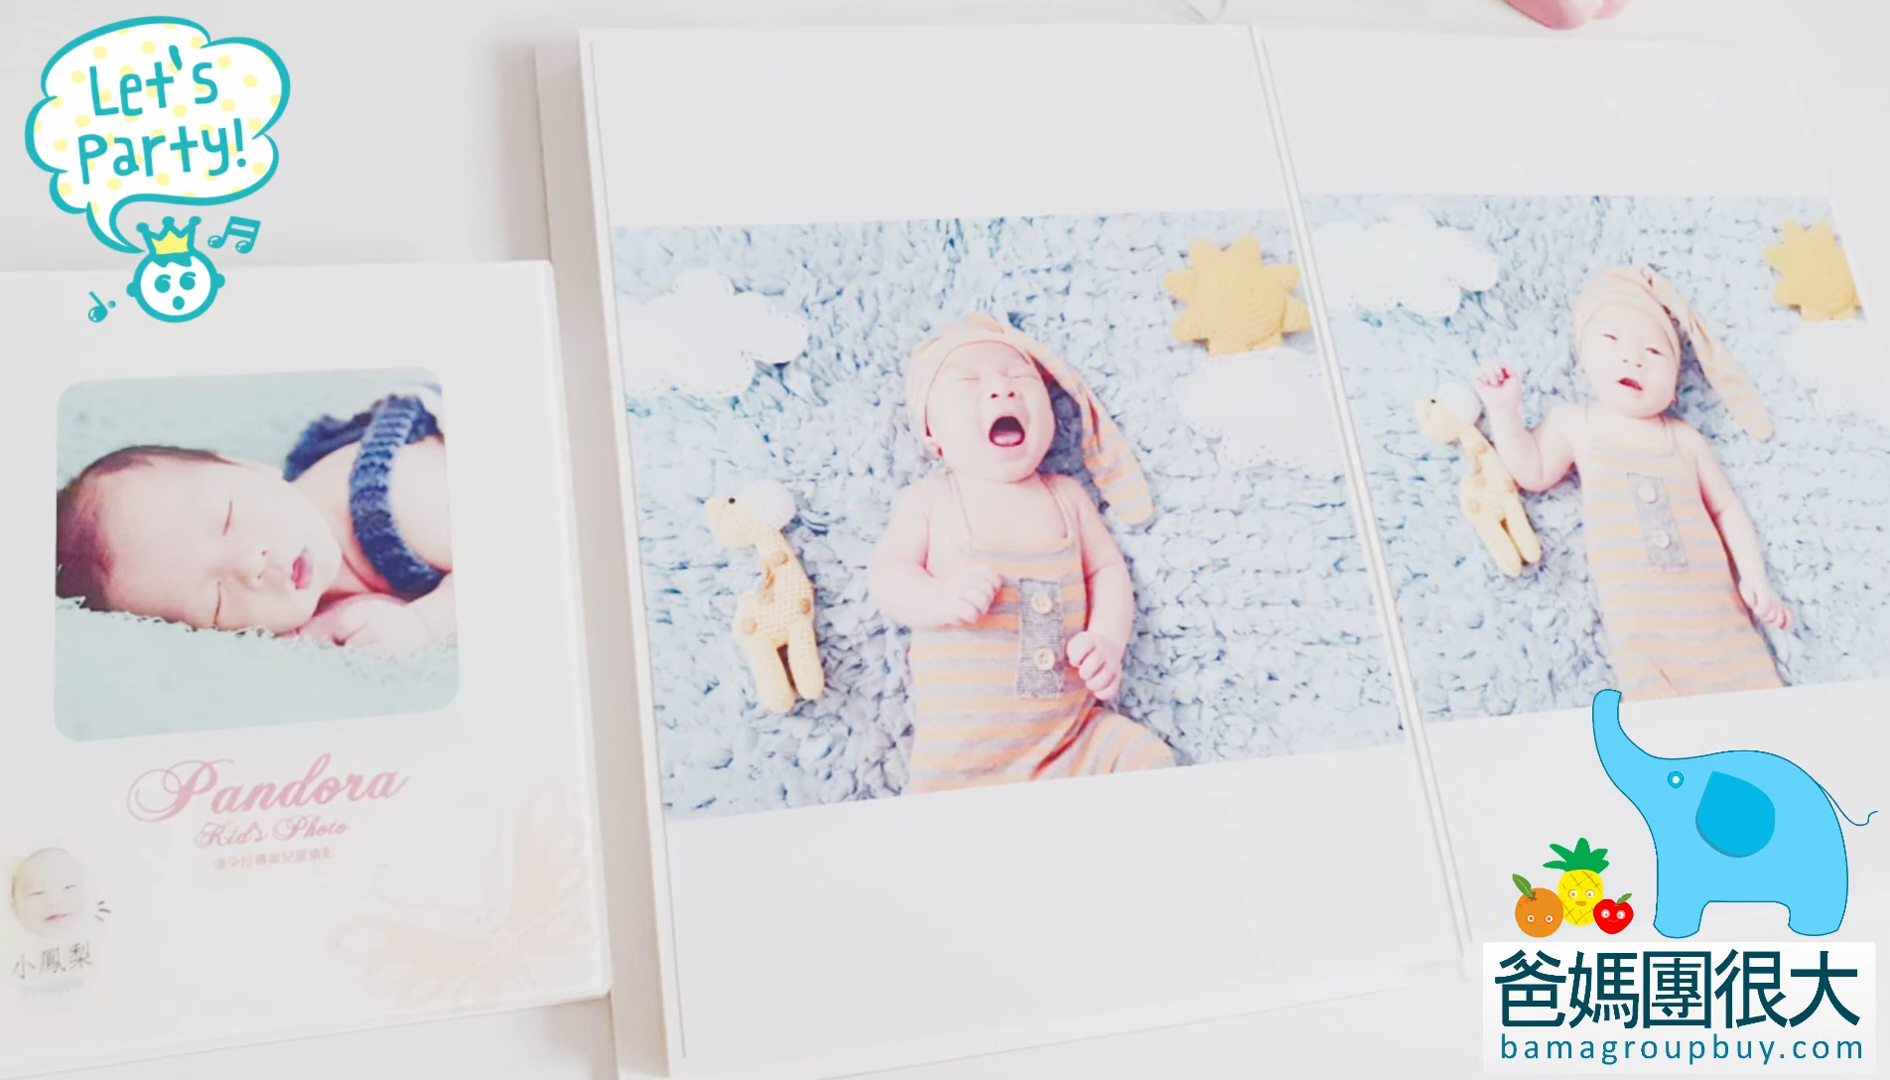 Let's
Party!
Pandora
Kid's Photo
小鳳梨
爸媽團很大
bamagroupbuy.com